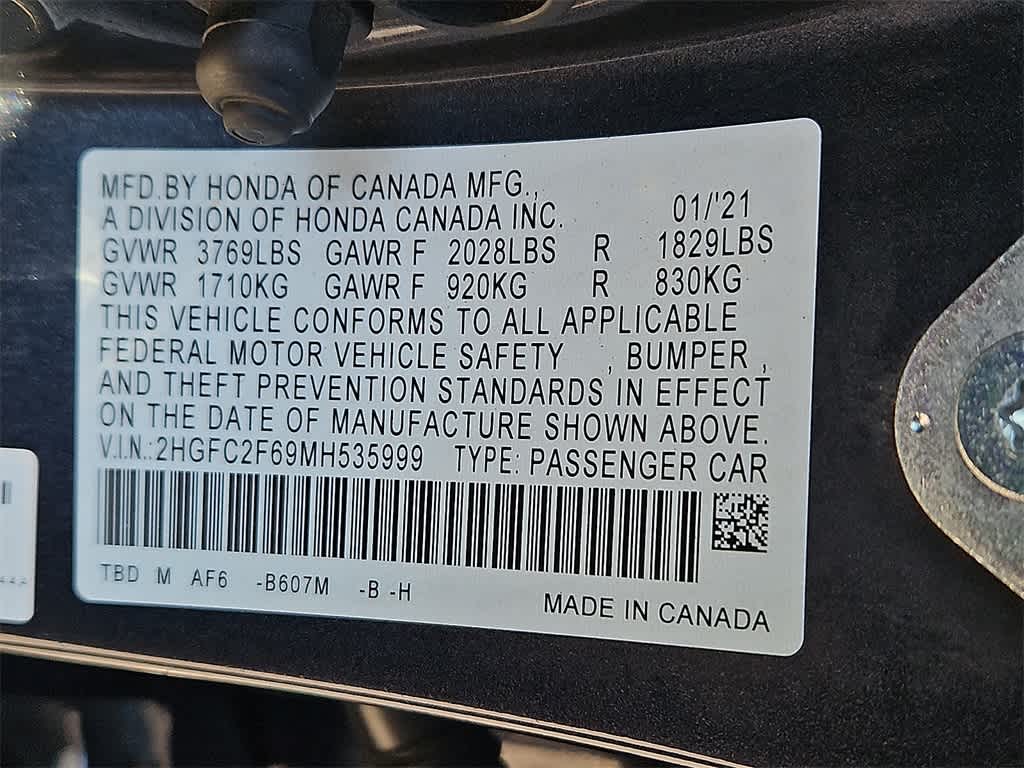 MFD.BY HONDA OF CANADA MFG.,
A DIVISION OF HONDA CANADA INC. 01/'21
GVWR 3769LBS GAWR F 2028LBS R 1829LBS
GVWR 1710KG GAWR F 920KG R 830KG
THIS VEHICLE CONFORMS TO ALL APPLICABLE
FEDERAL MOTOR VEHICLE SAFETY , BUMPER ,
AND THEFT PREVENTION STANDARDS IN EFFECT
ON THE DATE OF MANUFACTURE SHOWN ABOVE.
V.I.N.:2HGFC2F69MH535999 TYPE: PASSENGER CAR
TBD M AF6 -B607M -B -H
MADE IN CANADA